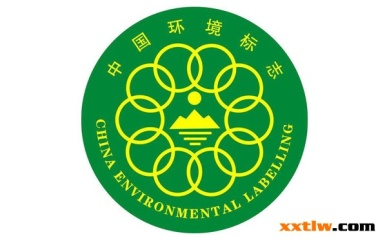 中国环境标志
CHINA ENVIRONMENTAL LABELLING
xxtlw.com